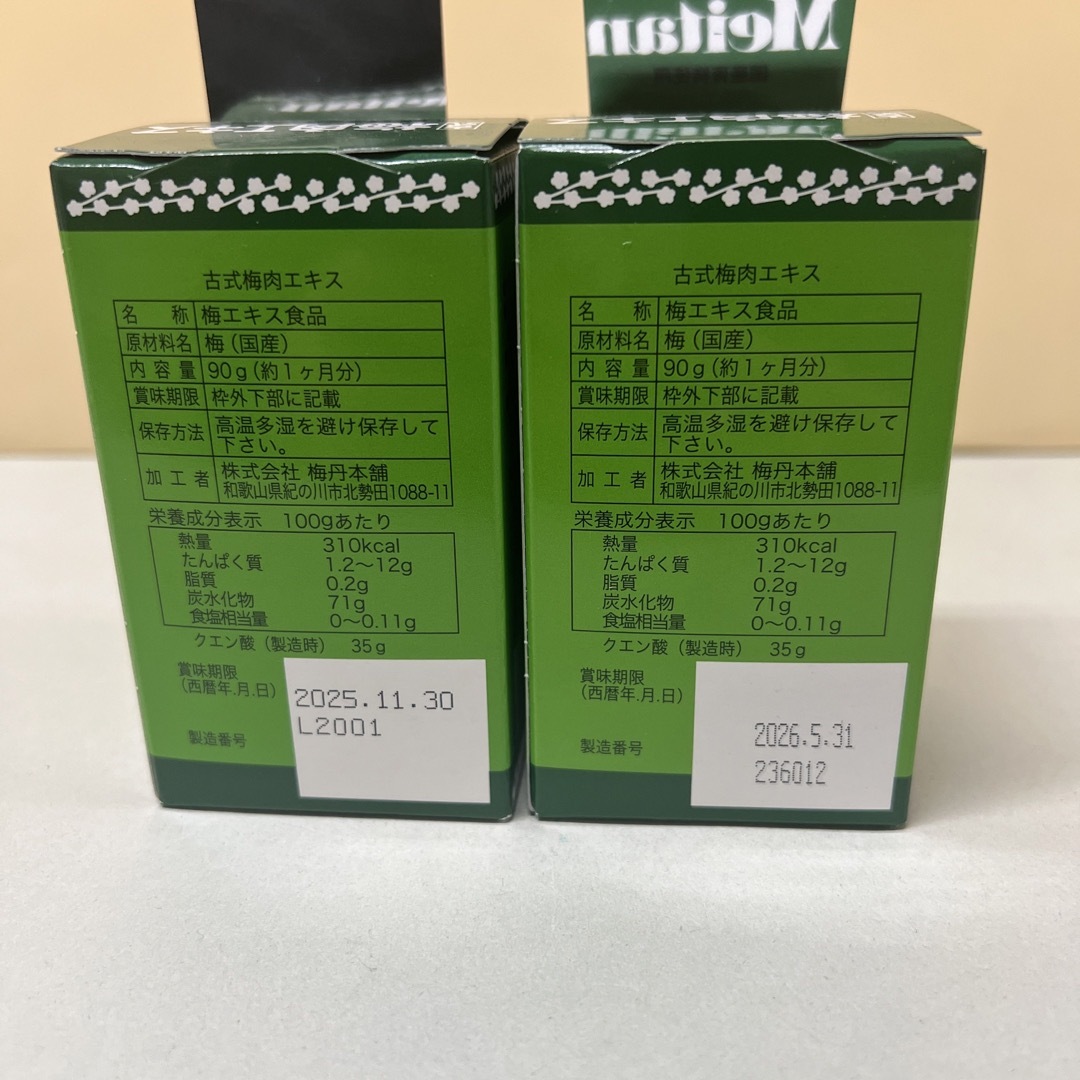 Meitan
梅肉エキス
古式梅肉エキス
名 称 梅エキス食品
原材料名 梅(国産)
内容量 90g(約1ヶ月分)
賞味期限 枠外下部に記載
保存方法 高温多湿を避け保存して
下さい。
加工者 株式会社 梅丹本舗
和歌山県紀の川市北勢田1088-11
栄養成分表示 100gあたり
熱量 310kcal
たんぱく質 1.2〜12g
脂質 0.2g
炭水化物 71g
食塩相当量 0〜0.11g
クエン酸(製造時) 35g
賞味期限
(西暦年.月.日)
2025.11.30
L2001
製造番号
Meitan
梅肉エキス
古式梅肉エキス
名 称 梅エキス食品
原材料名 梅(国産)
内容量 90g(約1ヶ月分)
賞味期限 枠外下部に記載
保存方法 高温多湿を避け保存して
下さい。
加工者 株式会社 梅丹本舗
和歌山県紀の川市北勢田1088-11
栄養成分表示 100gあたり
熱量 310kcal
たんぱく質 1.2〜12g
脂質 0.2g
炭水化物 71g
食塩相当量 0〜0.11g
クエン酸(製造時) 35g
賞味期限
(西暦年.月.日)
2026.5.31
製造番号
236012